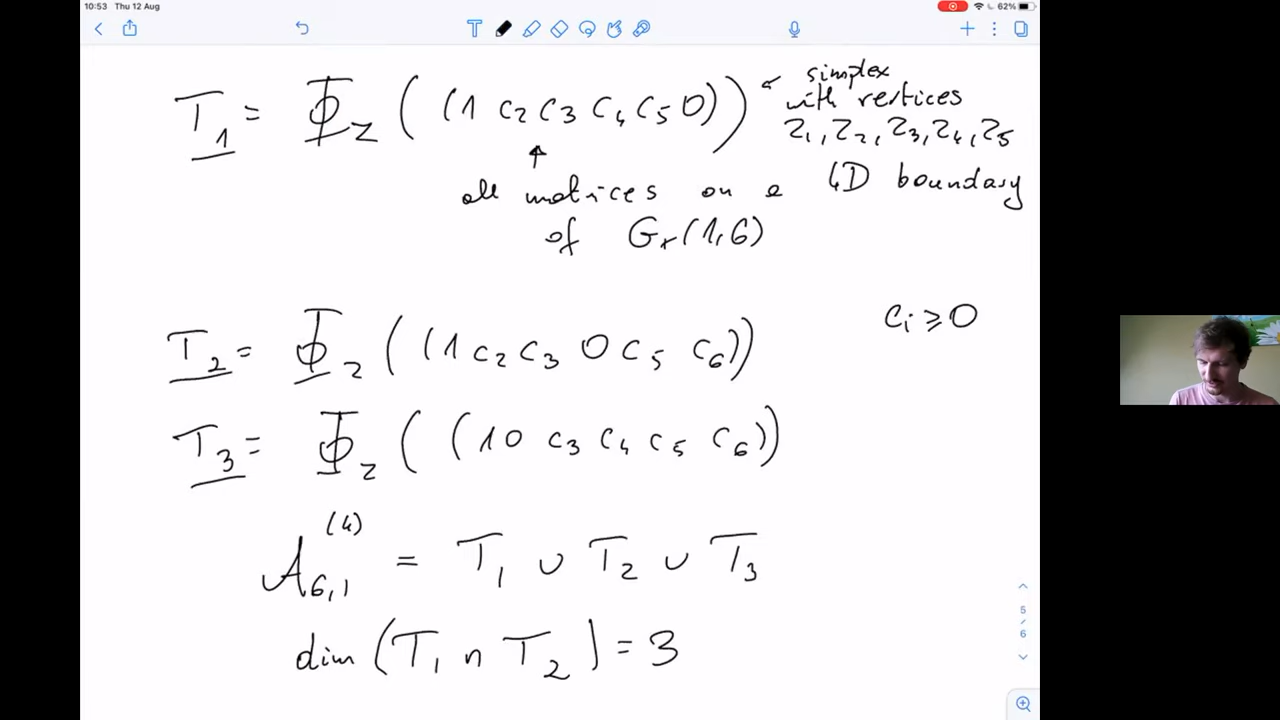 10:53 Thu 12 Aug
62%
T₁ = Φ_Z ( (1 c₂ c₃ c₄ c₅ 0) ) ← simplex
with vertices
Z₁, Z₂, Z₃, Z₄, Z₅
↑
all matrices on a 4D boundary
of Gr(1,6)
T₂ = Φ_Z ( (1 c₂ c₃ 0 c₅ c₆) ) cᵢ ≥ 0
T₃ = Φ_Z ( (1 0 c₃ c₄ c₅ c₆) )
A₆,₁⁽⁴⁾ = T₁ ∪ T₂ ∪ T₃
dim (T₁ ∩ T₂) = 3
5
/
6